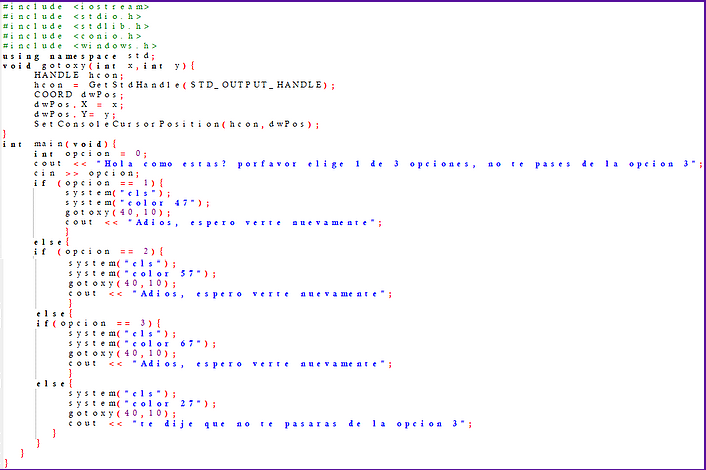 #include <iostream>
#include <stdio.h>
#include <stdlib.h>
#include <conio.h>
#include <windows.h>
using namespace std;
void gotoxy(int x,int y){
HANDLE hcon;
hcon = GetStdHandle(STD_OUTPUT_HANDLE);
COORD dwPos;
dwPos.X = x;
dwPos.Y= y;
SetConsoleCursorPosition(hcon,dwPos);
}
int main(void){
int opcion = 0;
cout << "Hola como estas? porfavor elige 1 de 3 opciones, no te pases de la opcion 3";
cin >> opcion;
if (opcion == 1){
system("cls");
system("color 47");
gotoxy(40,10);
cout << "Adios, espero verte nuevamente";
}
else{
if (opcion == 2){
system("cls");
system("color 57");
gotoxy(40,10);
cout << "Adios, espero verte nuevamente";
}
else{
if(opcion == 3){
system("cls");
system("color 67");
gotoxy(40,10);
cout << "Adios, espero verte nuevamente";
}
else{
system("cls");
system("color 27");
gotoxy(40,10);
cout << "te dije que no te pasaras de la opcion 3";
}
}
}
}